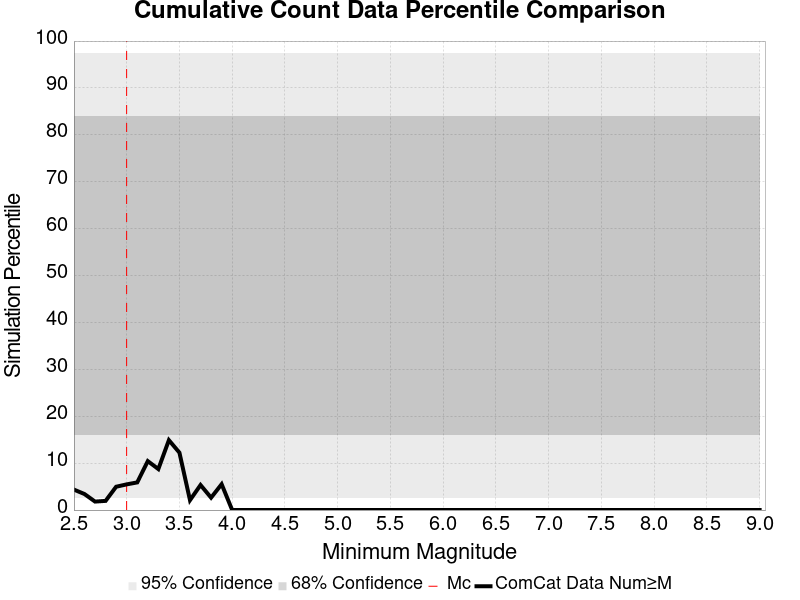 Cumulative Count Data Percentile Comparison
100
90
80
70
60
50
40
30
20
10
0
Simulation Percentile
2.5 3.0 3.5 4.0 4.5 5.0 5.5 6.0 6.5 7.0 7.5 8.0 8.5 9.0
Minimum Magnitude
95% Confidence 68% Confidence Mc ComCat Data Num≥M